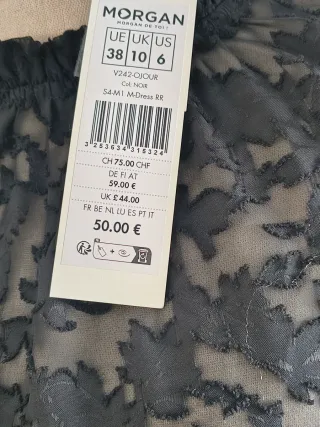 MORGAN
MORGAN DE TOI !
UE UK US
38 10 6
V242-OJOUR
Col. NOIR
S4-M1 M-Dress RR
3253634315324
CH 75.00 CHF
DE FI AT
59.00 €
UK £44.00
FR BE NL LU ES PT IT
50.00 €